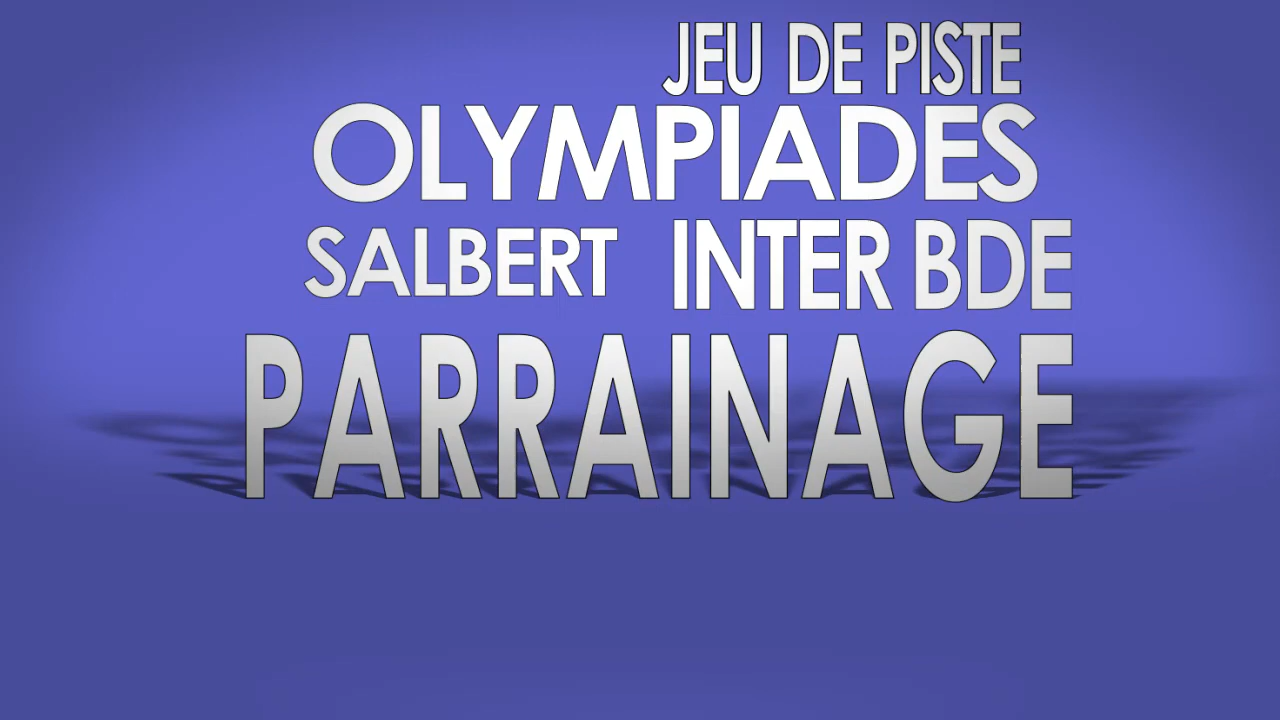 JEU DE PISTE
OLYMPIADES
SALBERT INTER BDE
PARRAINAGE